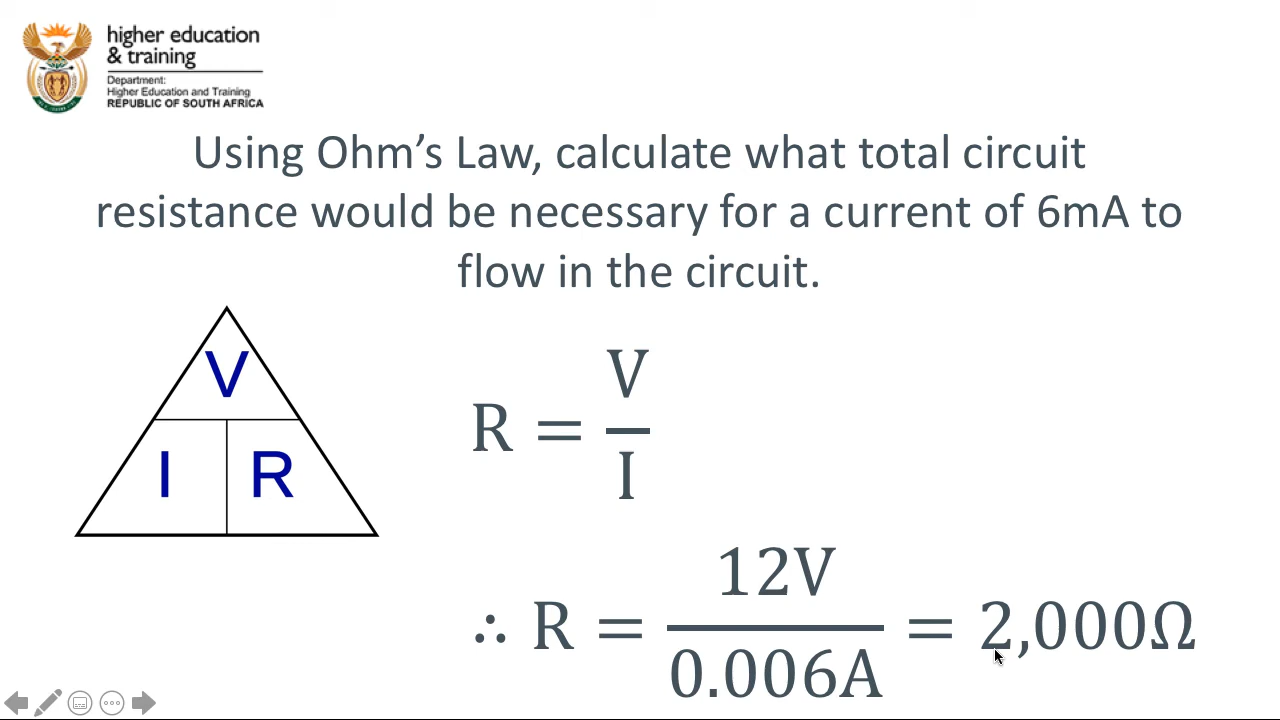 higher education
& training
Department:
Higher Education and Training
REPUBLIC OF SOUTH AFRICA
Using Ohm’s Law, calculate what total circuit
resistance would be necessary for a current of 6mA to
flow in the circuit.
V
I R
R = V/I
∴ R = 12V/0.006A = 2,000Ω